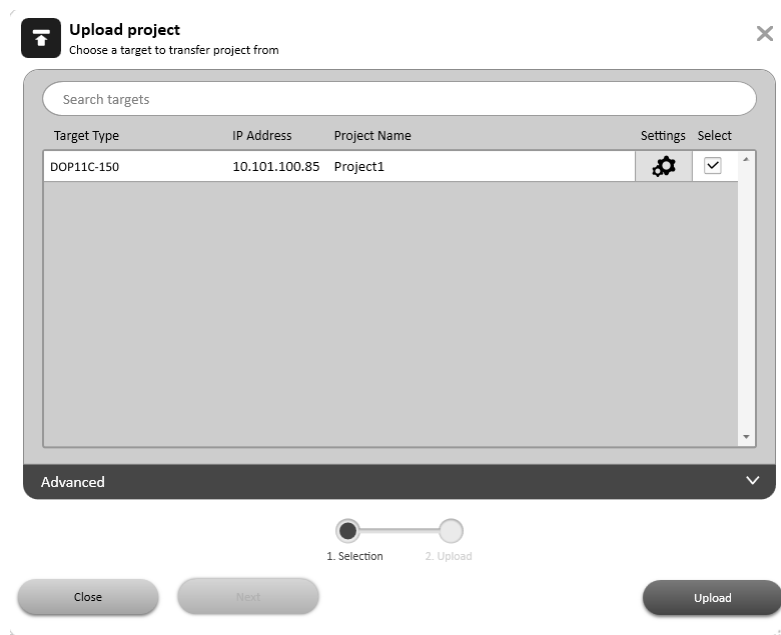 Upload project
Choose a target to transfer project from
Search targets
Target Type IP Address Project Name Settings Select
DOP11C-150 10.101.100.85 Project1
Advanced
1. Selection 2. Upload
Close Next Upload